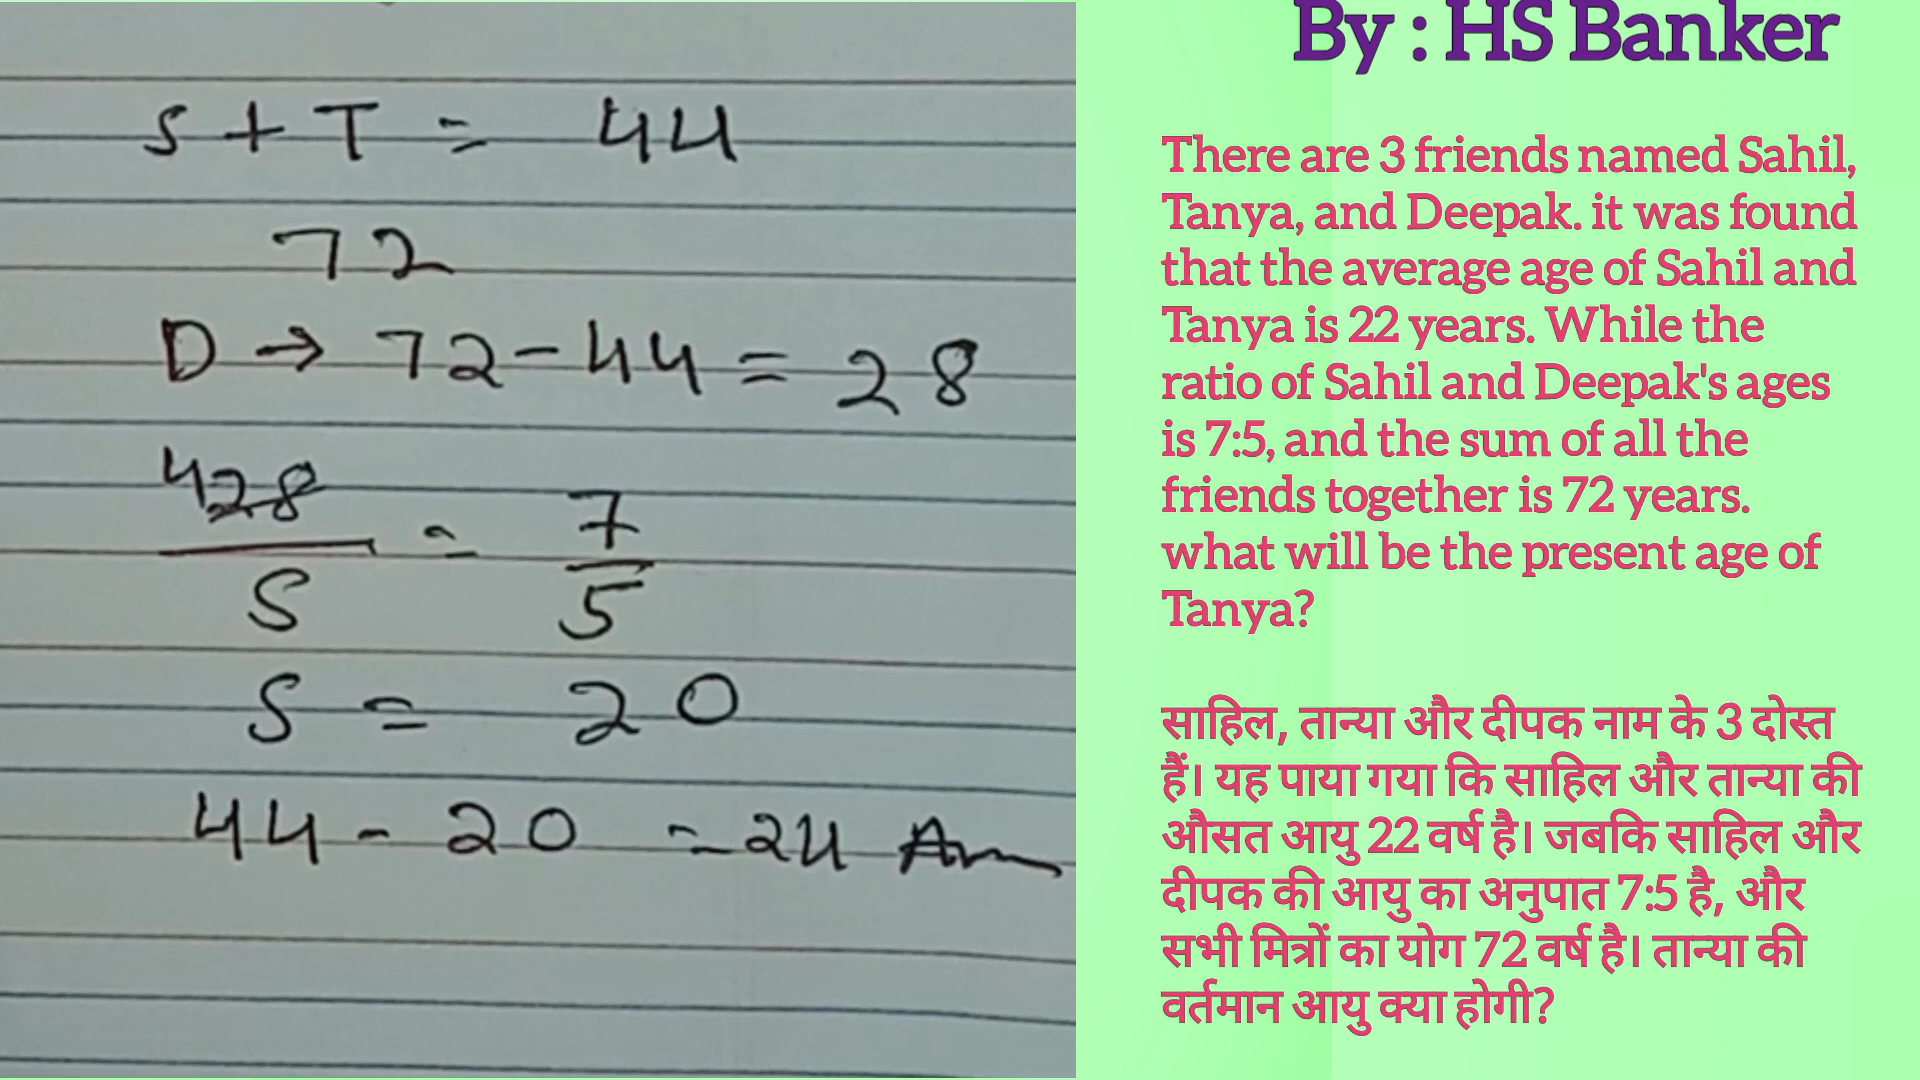 S + T = 44
72
D → 72 - 44 = 28
428/S = 7/5
S = 20
44 - 20 = 24 Ans
By : HS Banker
There are 3 friends named Sahil,
Tanya, and Deepak. it was found
that the average age of Sahil and
Tanya is 22 years. While the
ratio of Sahil and Deepak's ages
is 7:5, and the sum of all the
friends together is 72 years.
what will be the present age of
Tanya?
साहिल, तान्या और दीपक नाम के 3 दोस्त
हैं। यह पाया गया कि साहिल और तान्या की
औसत आयु 22 वर्ष है। जबकि साहिल और
दीपक की आयु का अनुपात 7:5 है, और
सभी मित्रों का योग 72 वर्ष है। तान्या की
वर्तमान आयु क्या होगी?